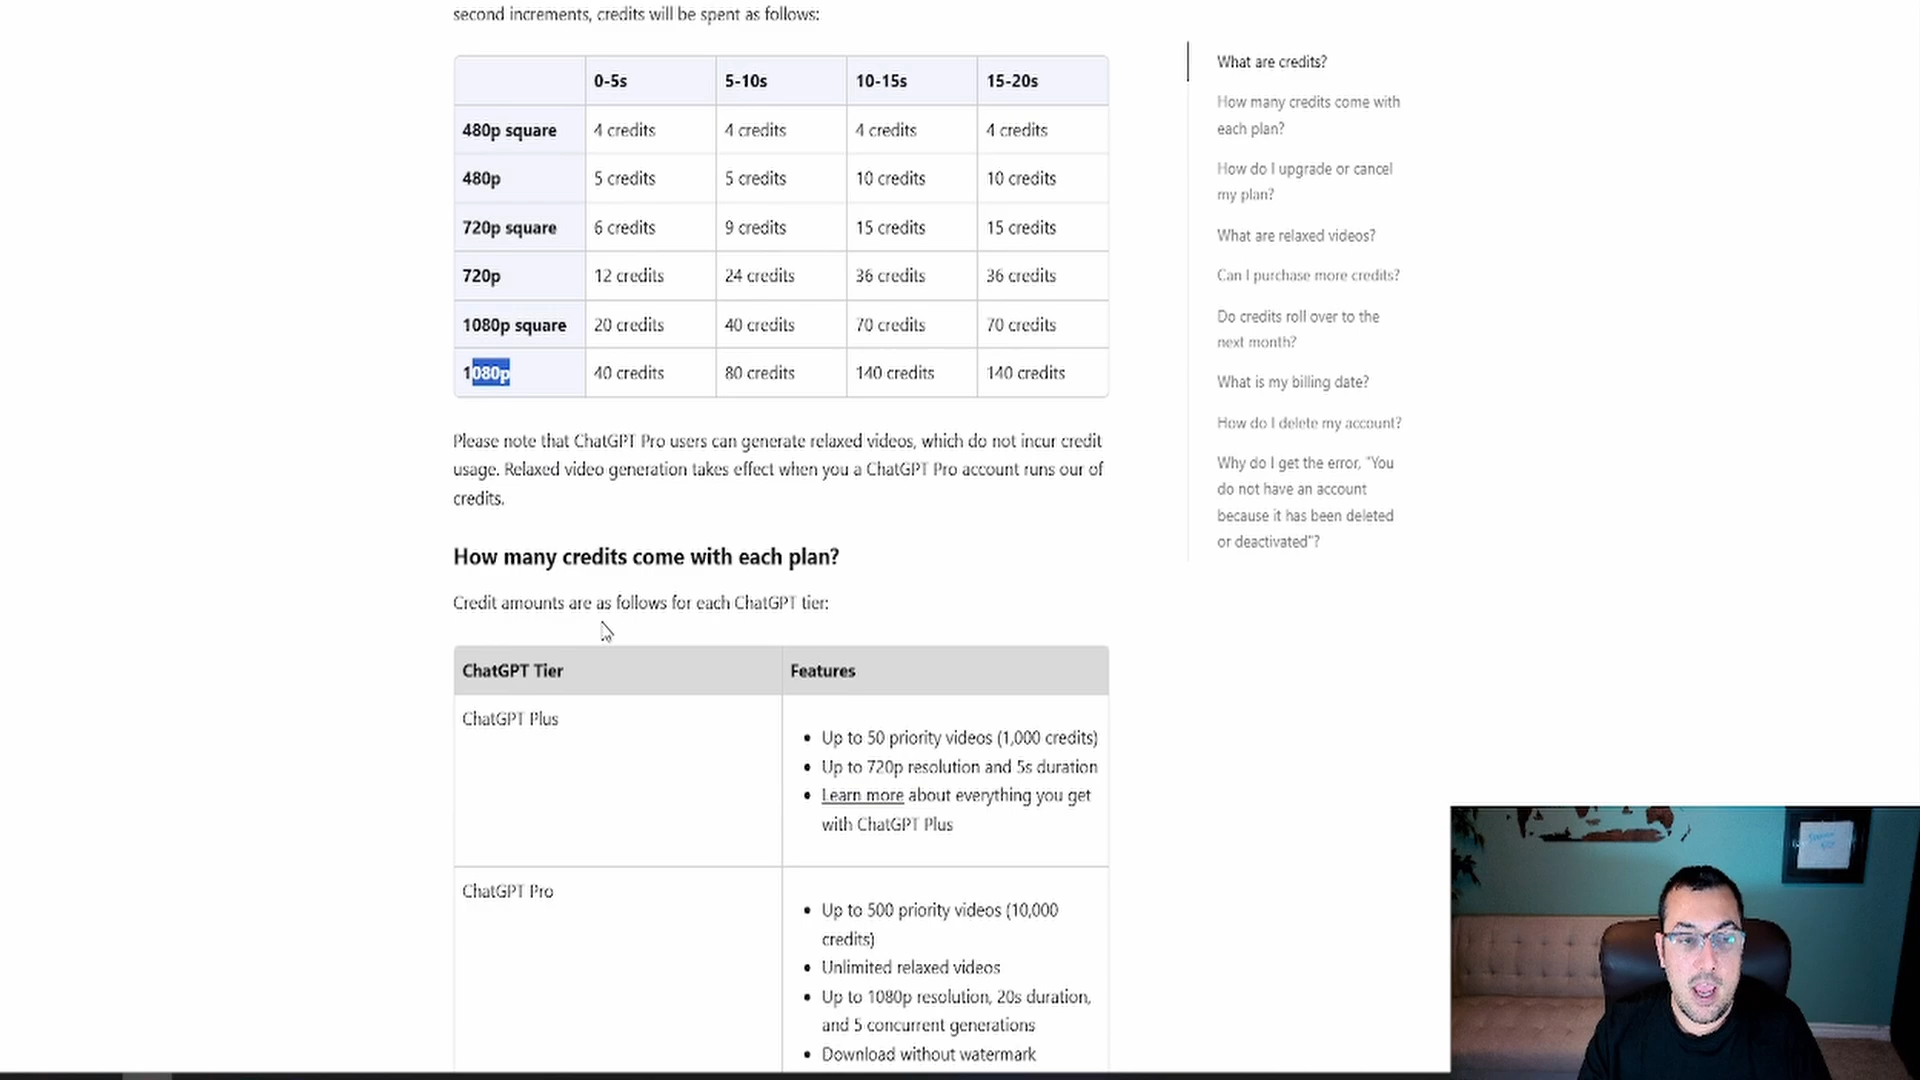 second increments, credits will be spent as follows:
0-5s 5-10s 10-15s 15-20s
480p square 4 credits 4 credits 4 credits 4 credits
480p 5 credits 5 credits 10 credits 10 credits
720p square 6 credits 9 credits 15 credits 15 credits
720p 12 credits 24 credits 36 credits 36 credits
1080p square 20 credits 40 credits 70 credits 70 credits
1080p 40 credits 80 credits 140 credits 140 credits
Please note that ChatGPT Pro users can generate relaxed videos, which do not incur credit
usage. Relaxed video generation takes effect when you a ChatGPT Pro account runs our of
credits.
How many credits come with each plan?
Credit amounts are as follows for each ChatGPT tier:
ChatGPT Tier Features
ChatGPT Plus
• Up to 50 priority videos (1,000 credits)
• Up to 720p resolution and 5s duration
• Learn more about everything you get
with ChatGPT Plus
ChatGPT Pro
• Up to 500 priority videos (10,000
credits)
• Unlimited relaxed videos
• Up to 1080p resolution, 20s duration,
and 5 concurrent generations
• Download without watermark
What are credits?
How many credits come with
each plan?
How do I upgrade or cancel
my plan?
What are relaxed videos?
Can I purchase more credits?
Do credits roll over to the
next month?
What is my billing date?
How do I delete my account?
Why do I get the error, "You
do not have an account
because it has been deleted
or deactivated"?